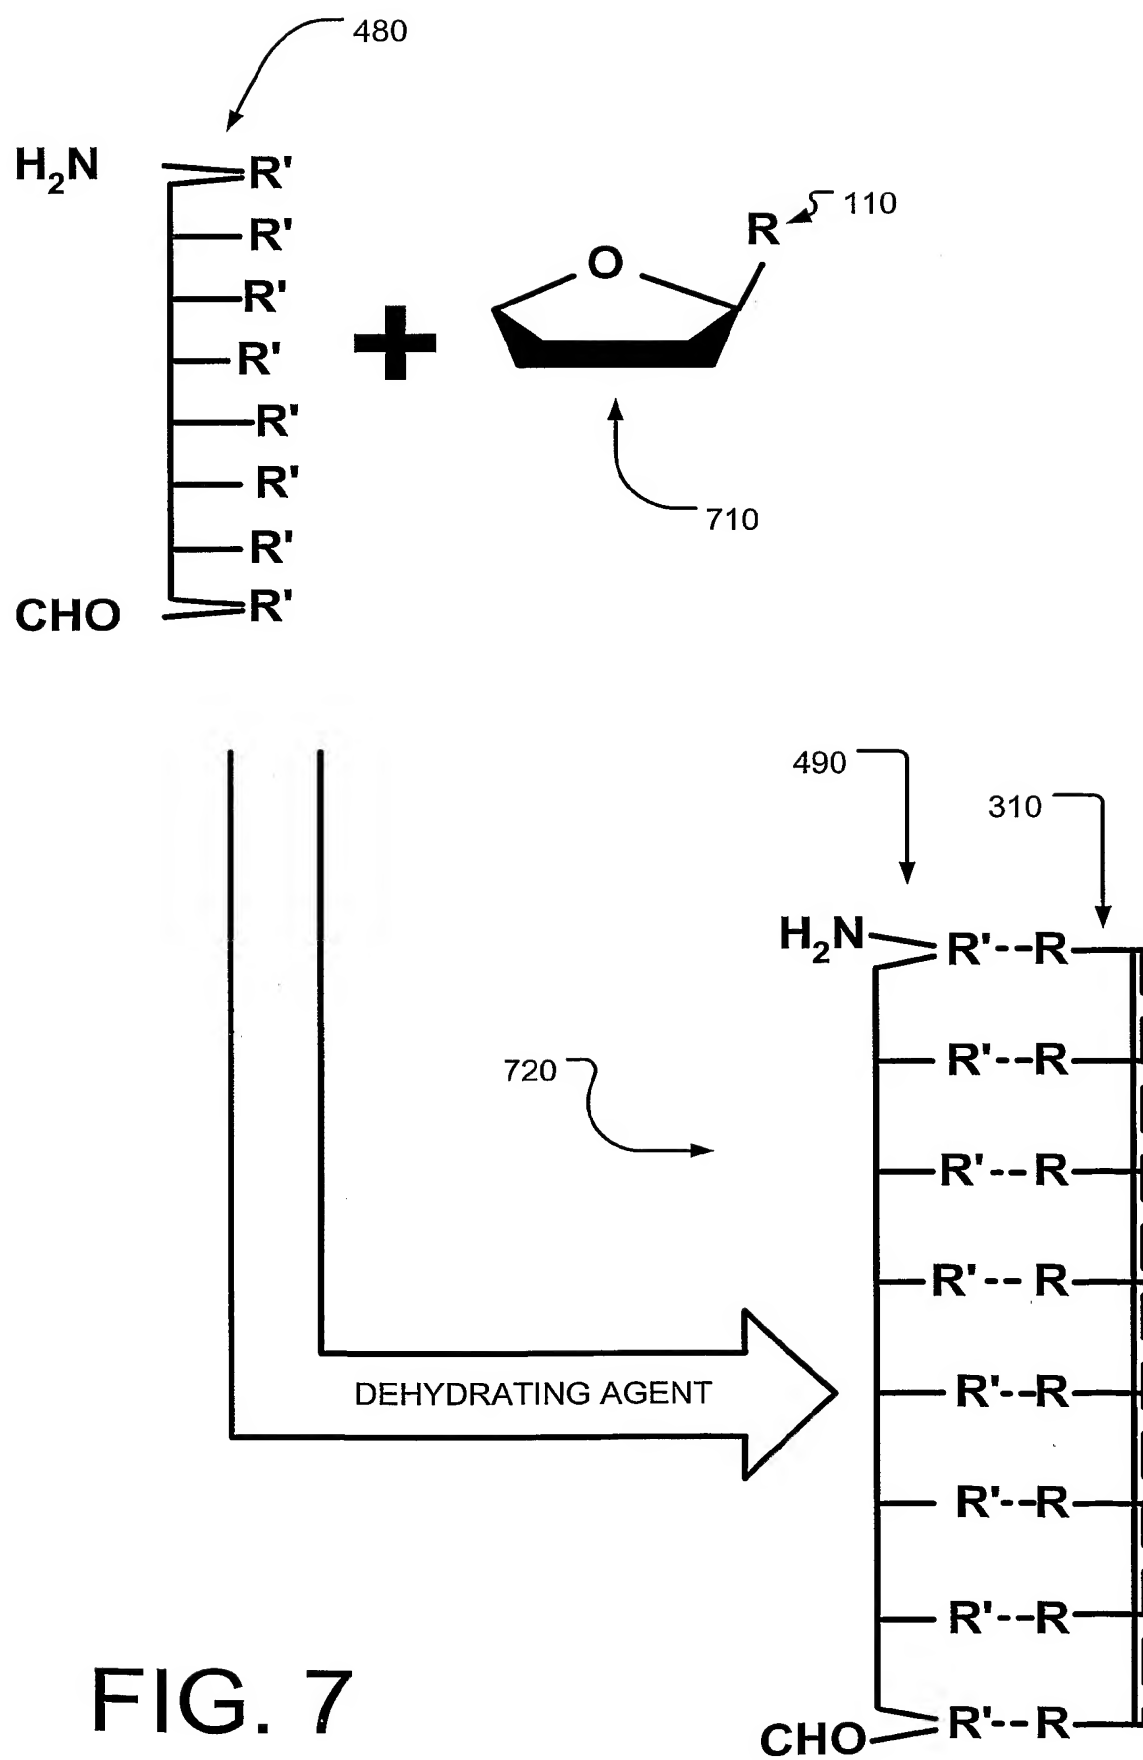 480
H₂N R'
R'
R'
R'
R'
R'
R'
CHO R'
R 110
O
710
490
310
H₂N R'--R
R'--R
720
R'--R
R'-- R
R'--R
R'--R
R'--R
CHO R'--R
DEHYDRATING AGENT
FIG. 7